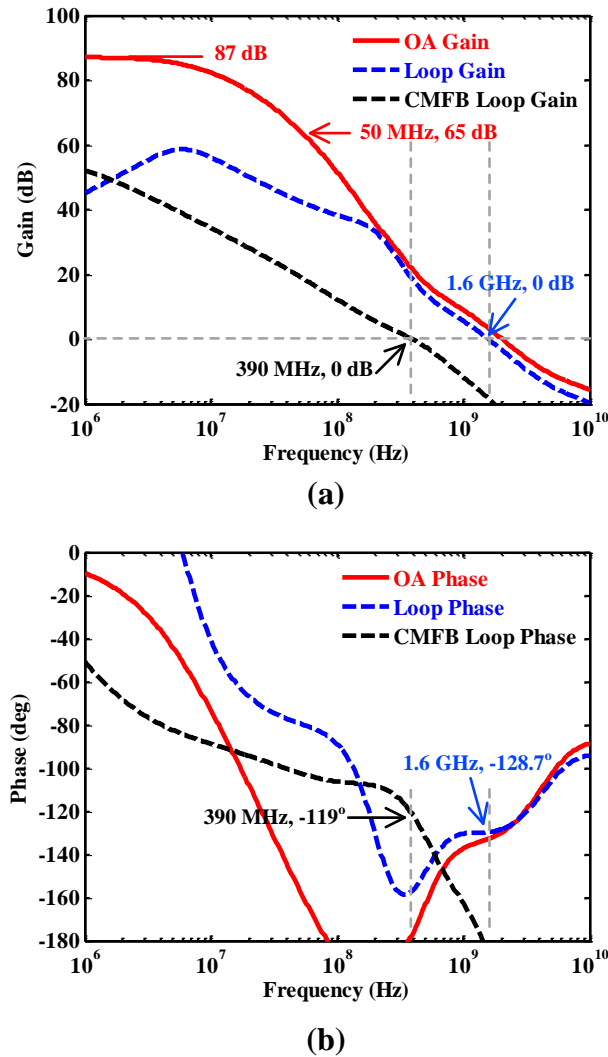 100
80
60
40
20
0
-20
Gain (dB)
87 dB
OA Gain
Loop Gain
CMFB Loop Gain
50 MHz, 65 dB
1.6 GHz, 0 dB
390 MHz, 0 dB
10^6
10^7
10^8
10^9
10^10
Frequency (Hz)
(a)
0
-20
-40
-60
-80
-100
-120
-140
-160
-180
Phase (deg)
OA Phase
Loop Phase
CMFB Loop Phase
1.6 GHz, -128.7°
390 MHz, -119°
10^6
10^7
10^8
10^9
10^10
Frequency (Hz)
(b)